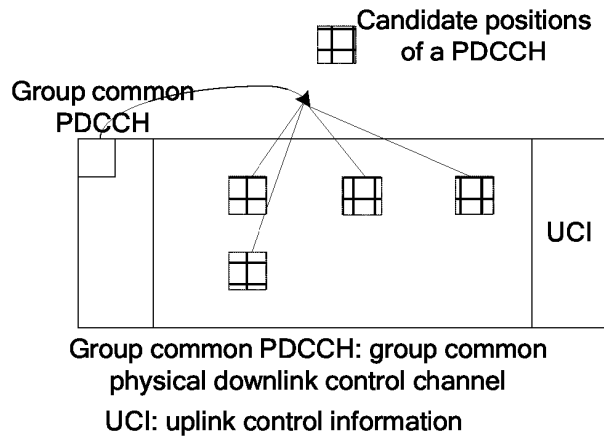 Candidate positions
of a PDCCH
Group common
PDCCH
UCI
Group common PDCCH: group common
physical downlink control channel
UCI: uplink control information